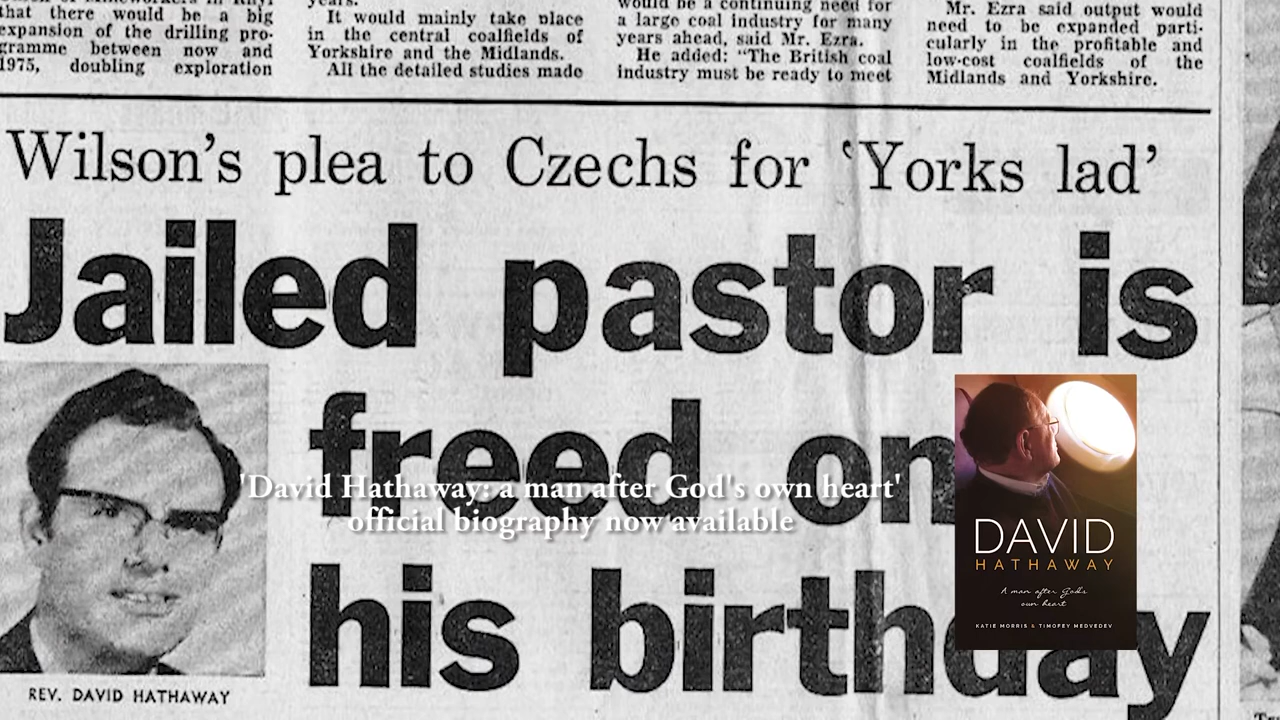 that there would be a big
expansion of the drilling pro-
gramme between now and
1975, doubling exploration
years.
It would mainly take place
in the central coalfields of
Yorkshire and the Midlands.
All the detailed studies made
would be a continuing need for
a large coal industry for many
years ahead, said Mr. Ezra.
He added: "The British coal
industry must be ready to meet
Mr. Ezra said output would
need to be expanded parti-
cularly in the profitable and
low-cost coalfields of the
Midlands and Yorkshire.
Wilson's plea to Czechs for 'Yorks lad'
Jailed pastor is
freed on
his birthday
REV. DAVID HATHAWAY
'David Hathaway: a man after God's own heart'
official biography now available
DAVID
HATHAWAY
A man after God's
own heart
KATIE MORRIS & TIMOFEY MEDVEDEV